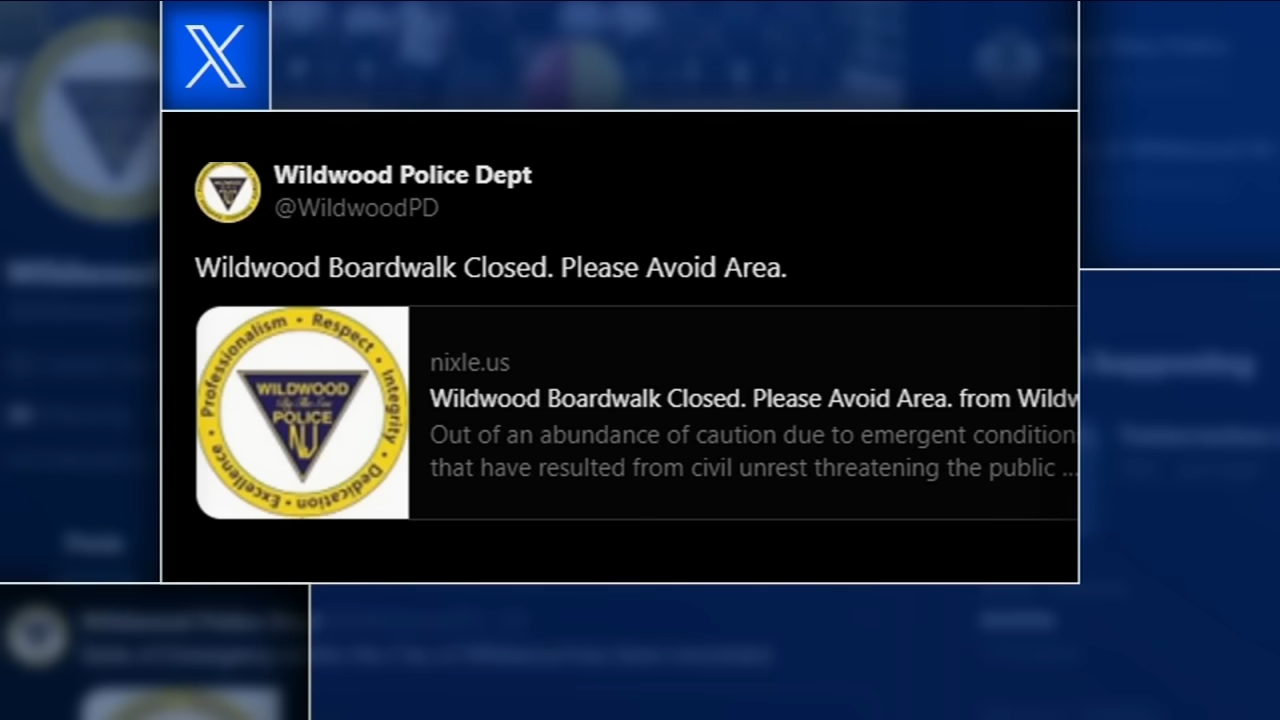 X
Wildwood Police Dept
@WildwoodPD
Wildwood Boardwalk Closed. Please Avoid Area.
Professionalism • Respect • Integrity • Dedication • Excellence •
WILDWOOD
POLICE
NJ
nixle.us
Wildwood Boardwalk Closed. Please Avoid Area. from Wildw
Out of an abundance of caution due to emergent condition
that have resulted from civil unrest threatening the public ...